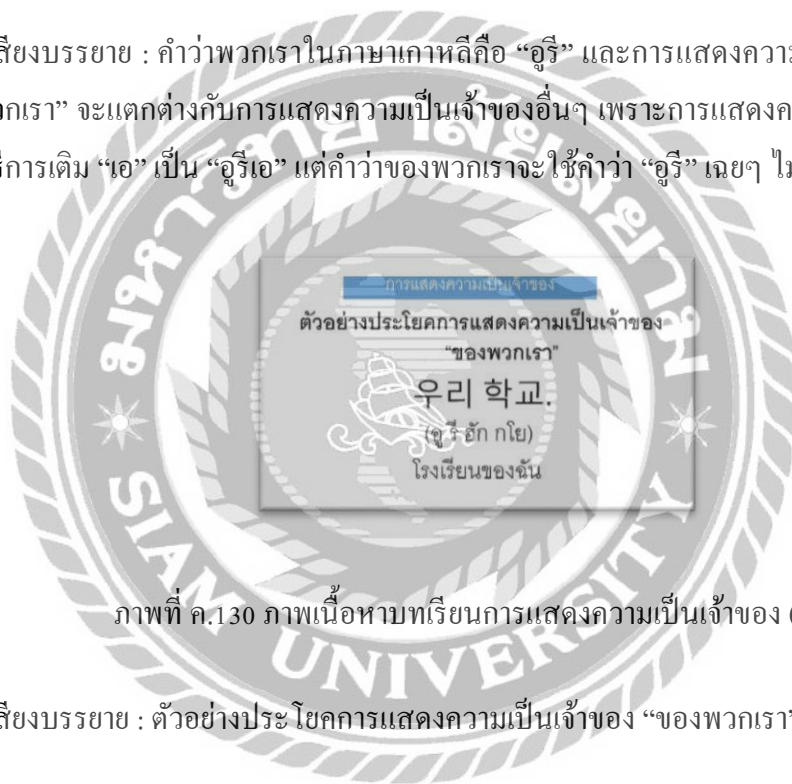 สียงบรรยาย : คำว่าพวกเราในภาษาเกาหลีคือ “อูรี” และการแสดงความ
วกเรา” จะแตกต่างกับการแสดงความเป็นเจ้าของอื่นๆ เพราะการแสดงค
ธีการเติม “เอ” เป็น “อูรีเอ” แต่คำว่าของพวกเราจะใช้คำว่า “อูรี” เฉยๆ ไม
มหาวิทยาลัยสยาม
การแสดงความเป็นเจ้าของ
ตัวอย่างประโยคการแสดงความเป็นเจ้าของ
“ของพวกเรา”
우리 학교.
(อู รี ฮัก กโย)
โรงเรียนของฉัน
SIAM UNIVERSITY
ภาพที่ ค.130 ภาพเนื้อหาบทเรียนการแสดงความเป็นเจ้าของ (
สียงบรรยาย : ตัวอย่างประโยคการแสดงความเป็นเจ้าของ “ของพวกเรา”